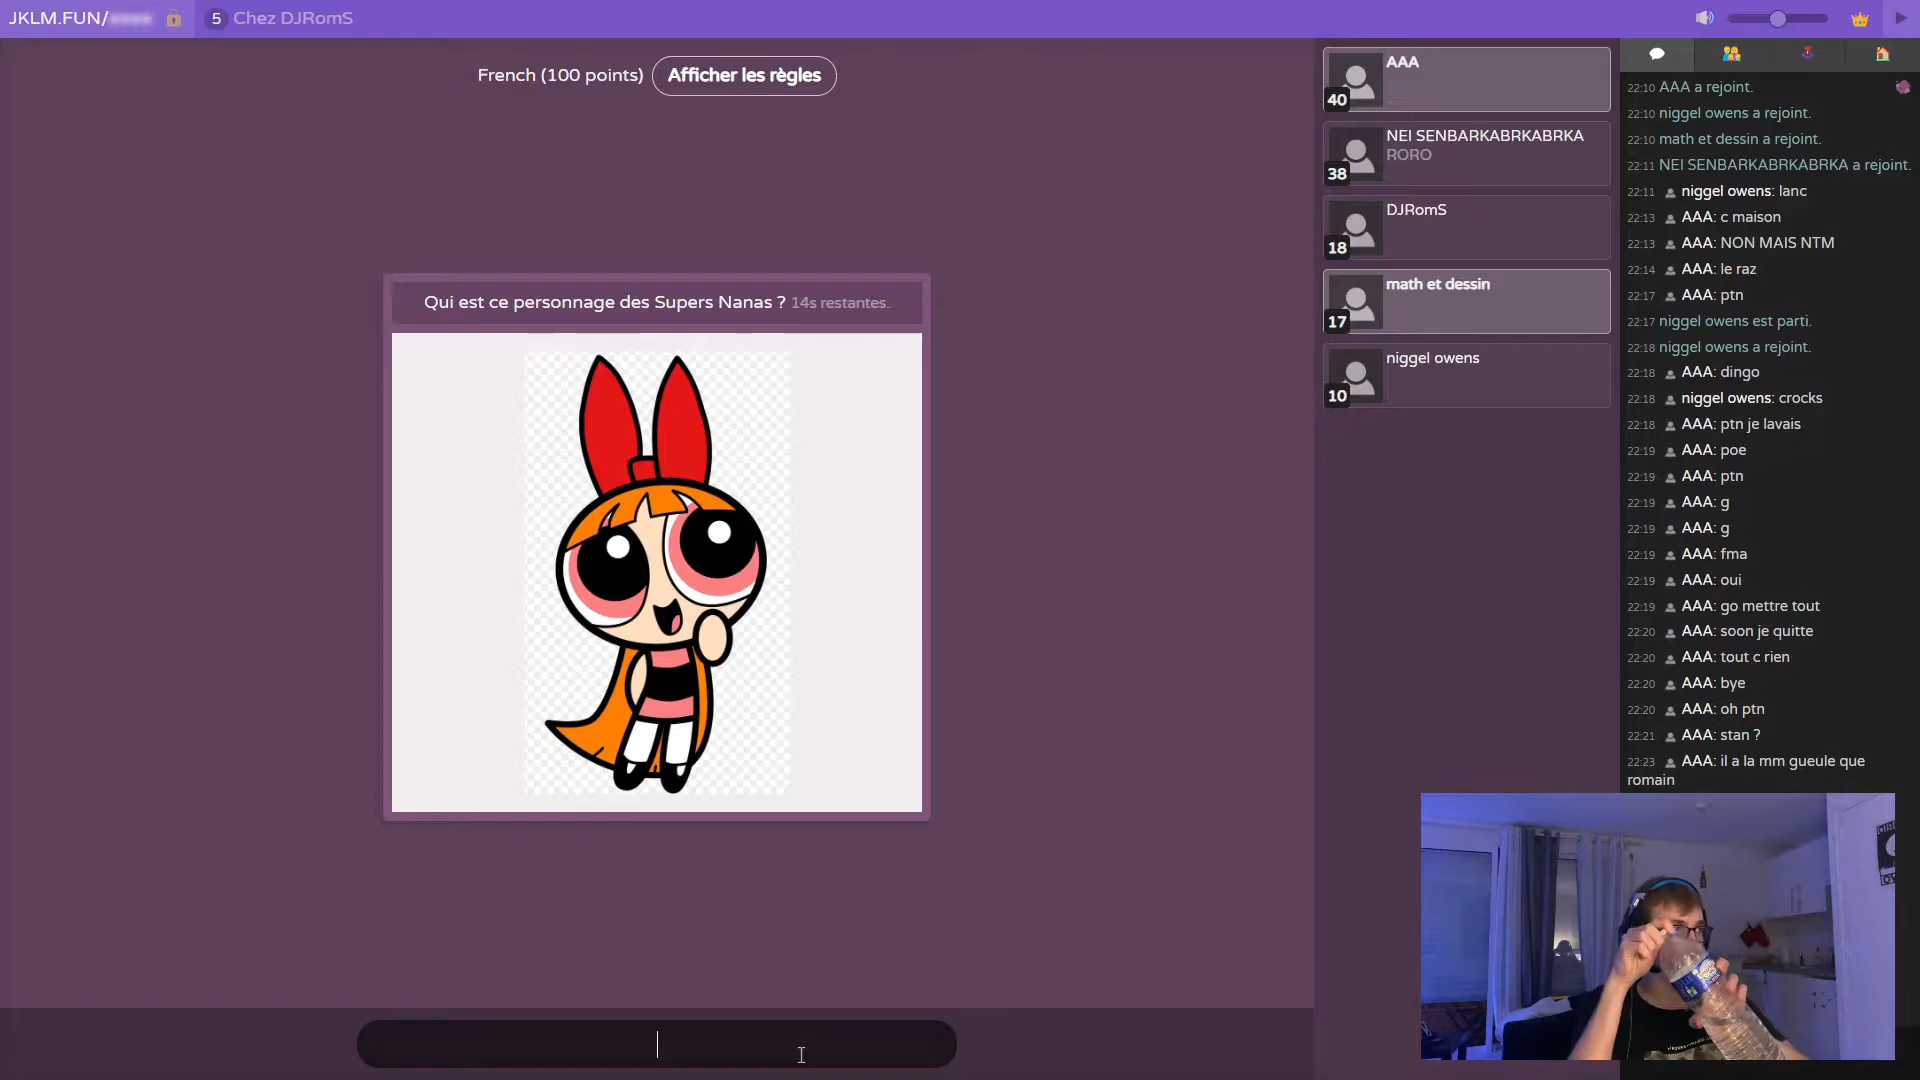 JKLM.FUN/
5 Chez DJRomS
French (100 points) Afficher les règles
Qui est ce personnage des Supers Nanas ? 14s restantes..
AAA
40
NEI SENBARKABRKABRKA
RORO
38
DJRomS
18
math et dessin
17
niggel owens
10
22:10 AAA a rejoint.
22:10 niggel owens a rejoint.
22:10 math et dessin a rejoint.
22:11 NEI SENBARKABRKABRKA a rejoint.
22:11 niggel owens: lanc
22:13 AAA: c maison
22:13 AAA: NON MAIS NTM
22:14 AAA: le raz
22:17 AAA: ptn
22:17 niggel owens est parti.
22:18 niggel owens a rejoint.
22:18 AAA: dingo
22:18 niggel owens: crocks
22:18 AAA: ptn je lavais
22:19 AAA: poe
22:19 AAA: ptn
22:19 AAA: g
22:19 AAA: g
22:19 AAA: fma
22:19 AAA: oui
22:19 AAA: go mettre tout
22:20 AAA: soon je quitte
22:20 AAA: tout c rien
22:20 AAA: bye
22:20 AAA: oh ptn
22:21 AAA: stan ?
22:23 AAA: il a la mm gueule que
romain